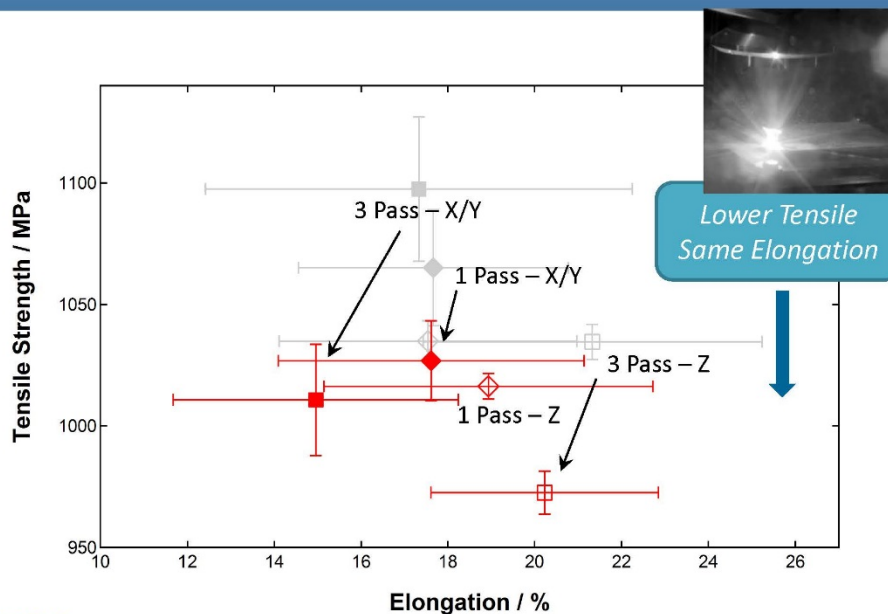 Tensile Strength / MPa
1100
1050
1000
950
3 Pass – X/Y
1 Pass – X/Y
3 Pass – Z
1 Pass – Z
Lower Tensile
Same Elongation
10 12 14 16 18 20 22 24 26
Elongation / %